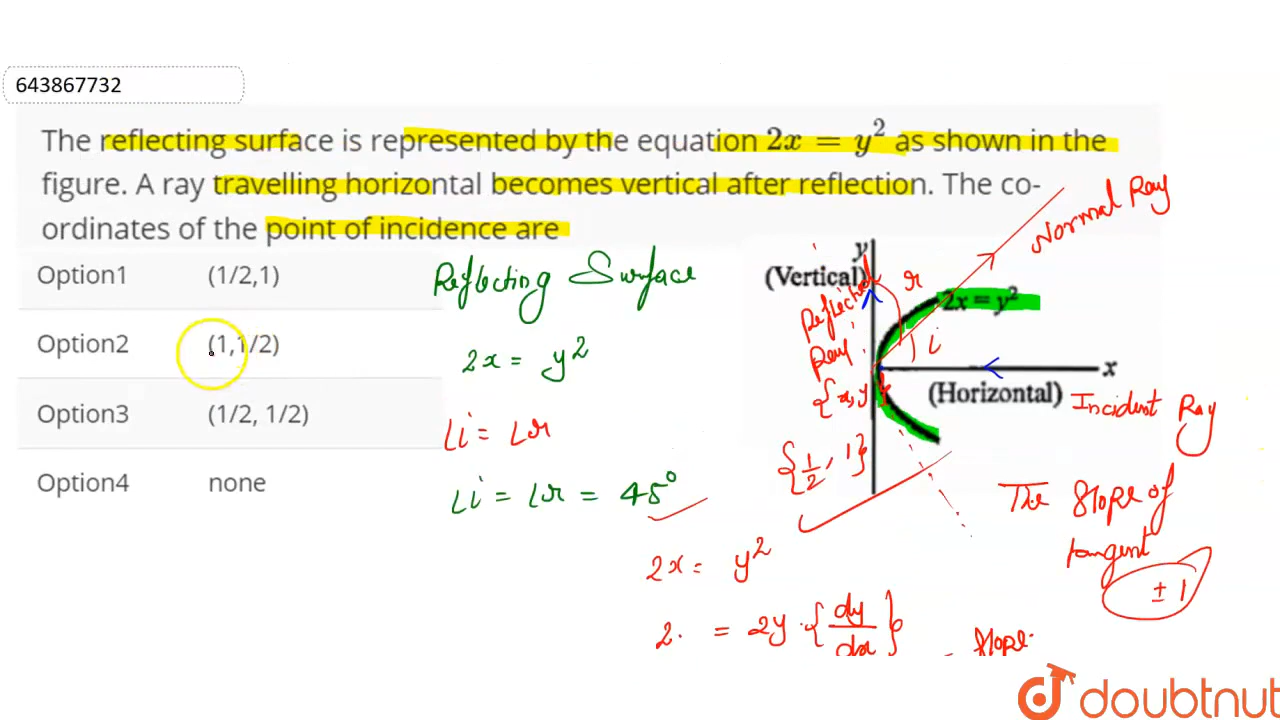 643867732
The reflecting surface is represented by the equation 2x = y² as shown in the
figure. A ray travelling horizontal becomes vertical after reflection. The co-
ordinates of the point of incidence are
Option1 (1/2,1)
Option2 (1,1/2)
Option3 (1/2, 1/2)
Option4 none
Reflecting Surface
2x = y²
∠i = ∠r
∠i = ∠r = 45°
y
(Vertical)
2x = y²
x
(Horizontal)
Normal Ray
r
i
Reflected
Ray
{x, y}
{1/2, 1}
Incident Ray
The Slope of
tangent
± 1
2x = y²
2. = 2y.{dy/dx}
= Slope.
doubtnut